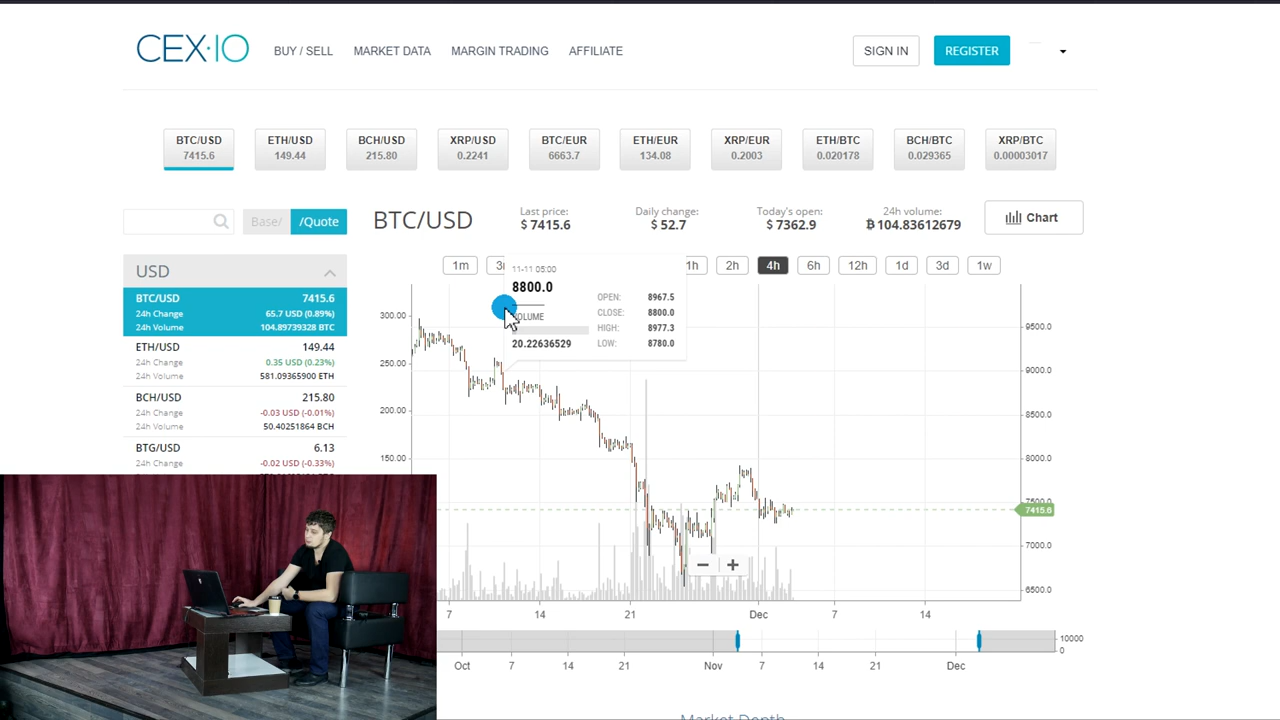 CEX·IO
BUY / SELL
MARKET DATA
MARGIN TRADING
AFFILIATE
SIGN IN
REGISTER
BTC/USD
7415.6
ETH/USD
149.44
BCH/USD
215.80
XRP/USD
0.2241
BTC/EUR
6663.7
ETH/EUR
134.08
XRP/EUR
0.2003
ETH/BTC
0.020178
BCH/BTC
0.029365
XRP/BTC
0.00003017
Base/
/Quote
BTC/USD
Last price:
$ 7415.6
Daily change:
$ 52.7
Today's open:
$ 7362.9
24h volume:
฿ 104.83612679
Chart
USD
BTC/USD 7415.6
24h Change 65.7 USD (0.89%)
24h Volume 104.89739328 BTC
ETH/USD 149.44
24h Change 0.35 USD (0.23%)
24h Volume 581.09365900 ETH
BCH/USD 215.80
24h Change -0.03 USD (-0.01%)
24h Volume 50.40251864 BCH
BTG/USD 6.13
24h Change -0.02 USD (-0.33%)
1m
1h
2h
4h
6h
12h
1d
3d
1w
11-11 05:00
8800.0
VOLUME
20.22636529
OPEN: 8967.5
CLOSE: 8800.0
HIGH: 8977.3
LOW: 8780.0
300.00
250.00
200.00
150.00
9500.0
9000.0
8500.0
8000.0
7500.0
7415.6
7000.0
6500.0
7
14
21
Dec
7
14
10000
0
Oct
7
14
21
Nov
7
14
21
Dec
Market Depth